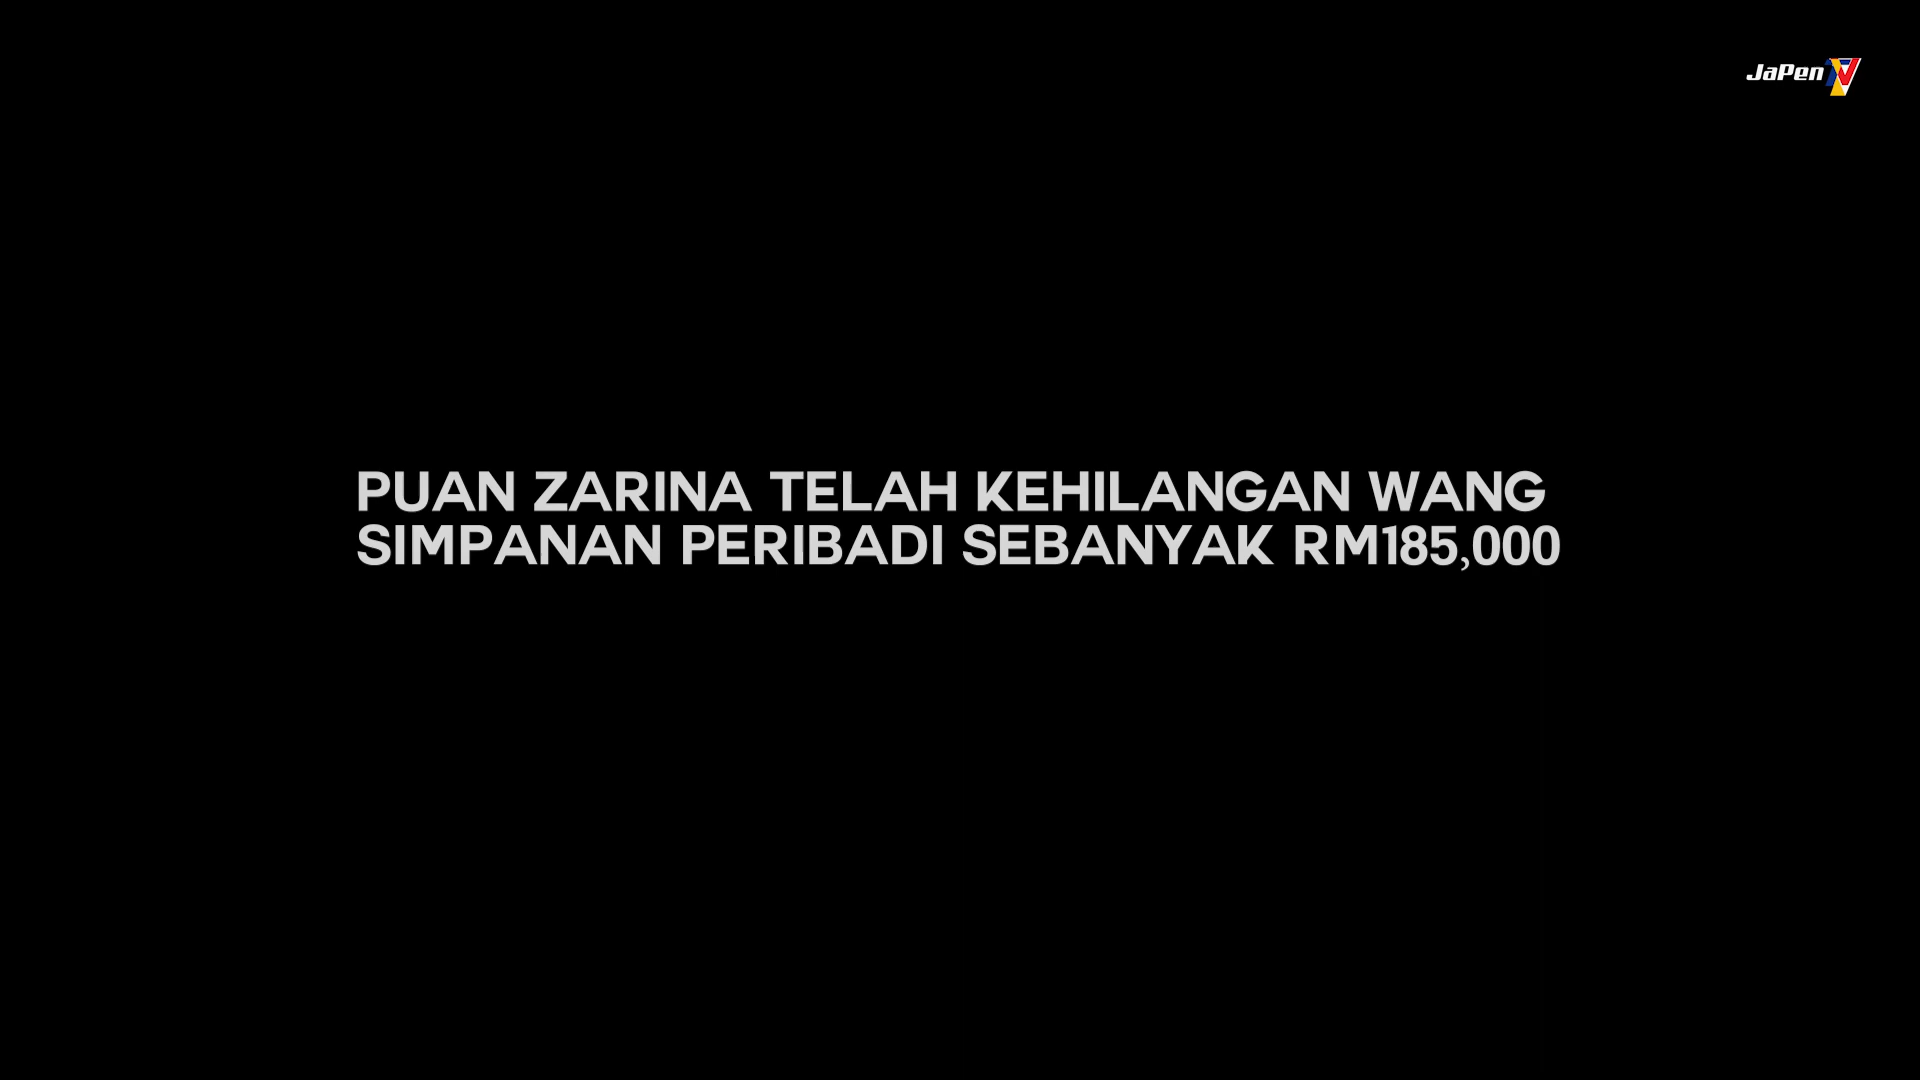 JaPen
PUAN ZARINA TELAH KEHILANGAN WANG
SIMPANAN PERIBADI SEBANYAK RM185,000